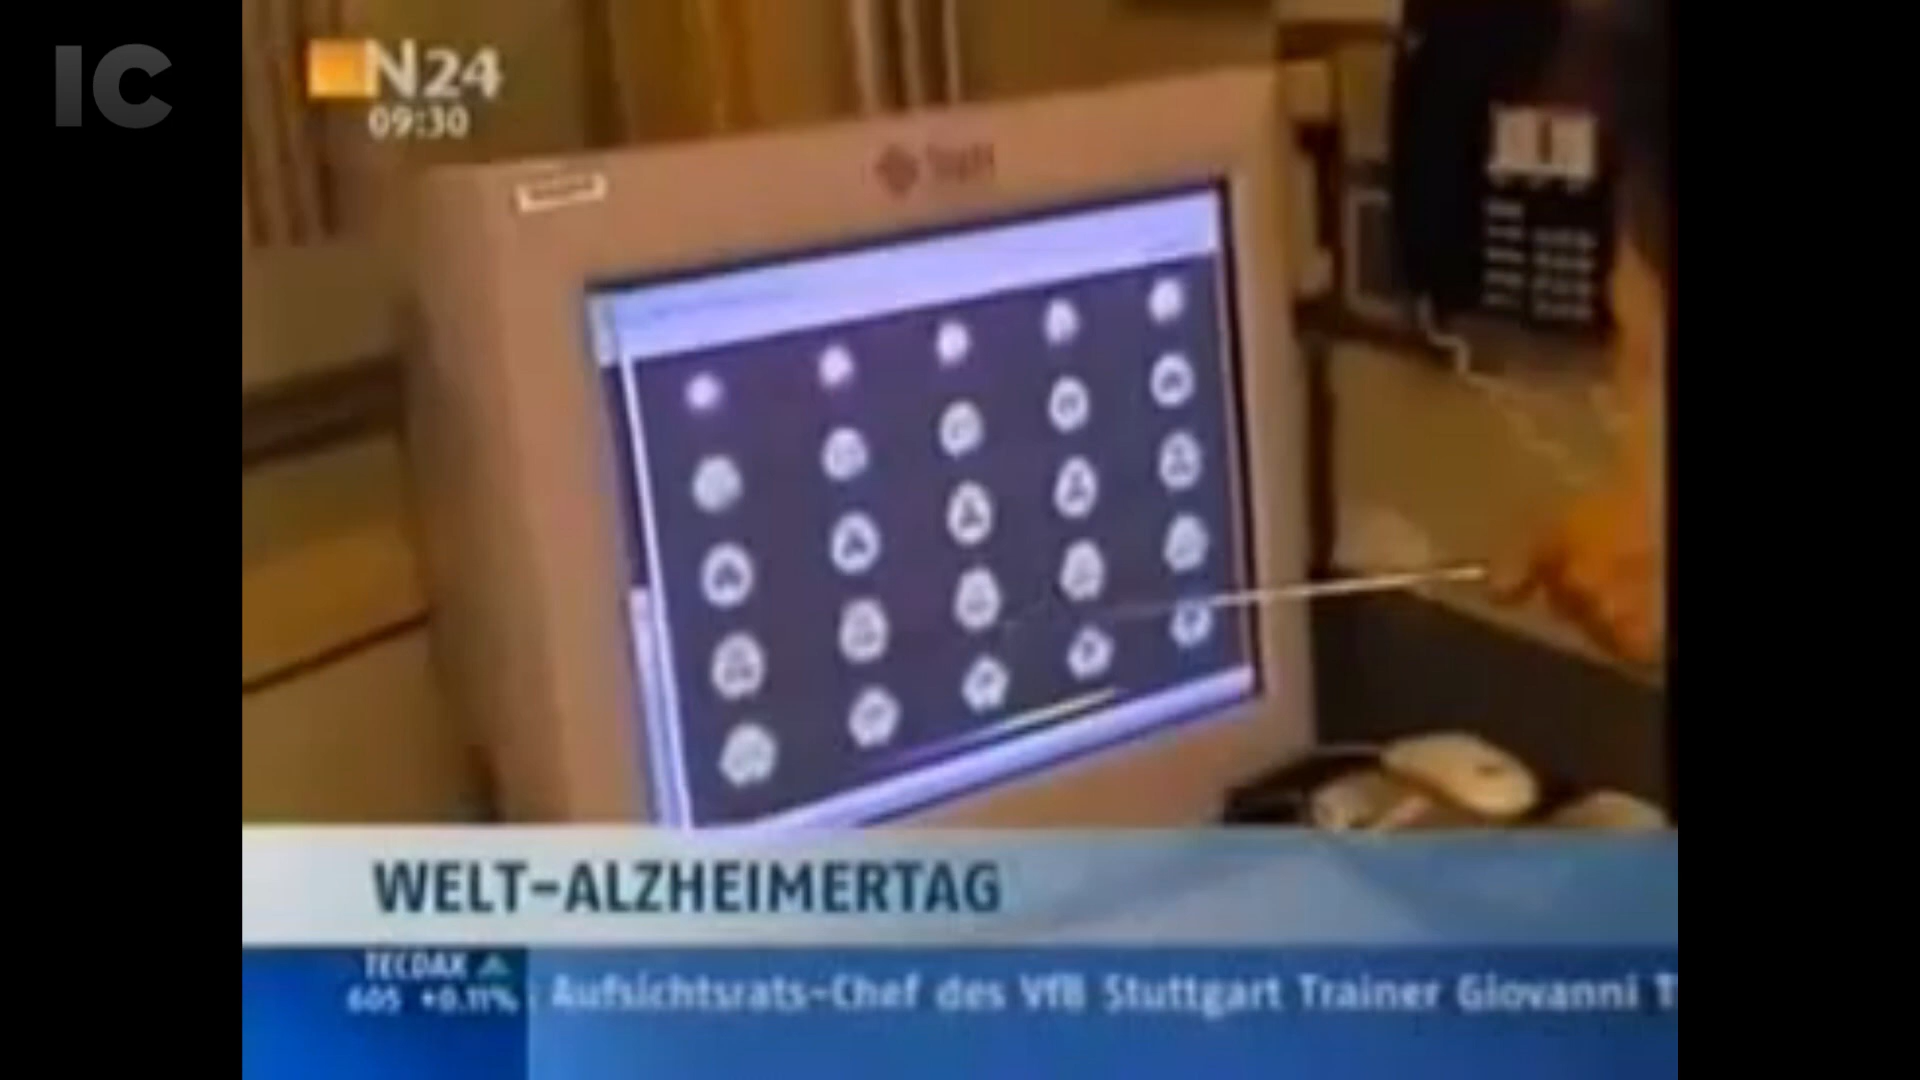 IC
N24
09:30
WELT-ALZHEIMERTAG
TECDAX
605 +0.11%
Aufsichtsrats-Chef des VfB Stuttgart Trainer Giovanni T